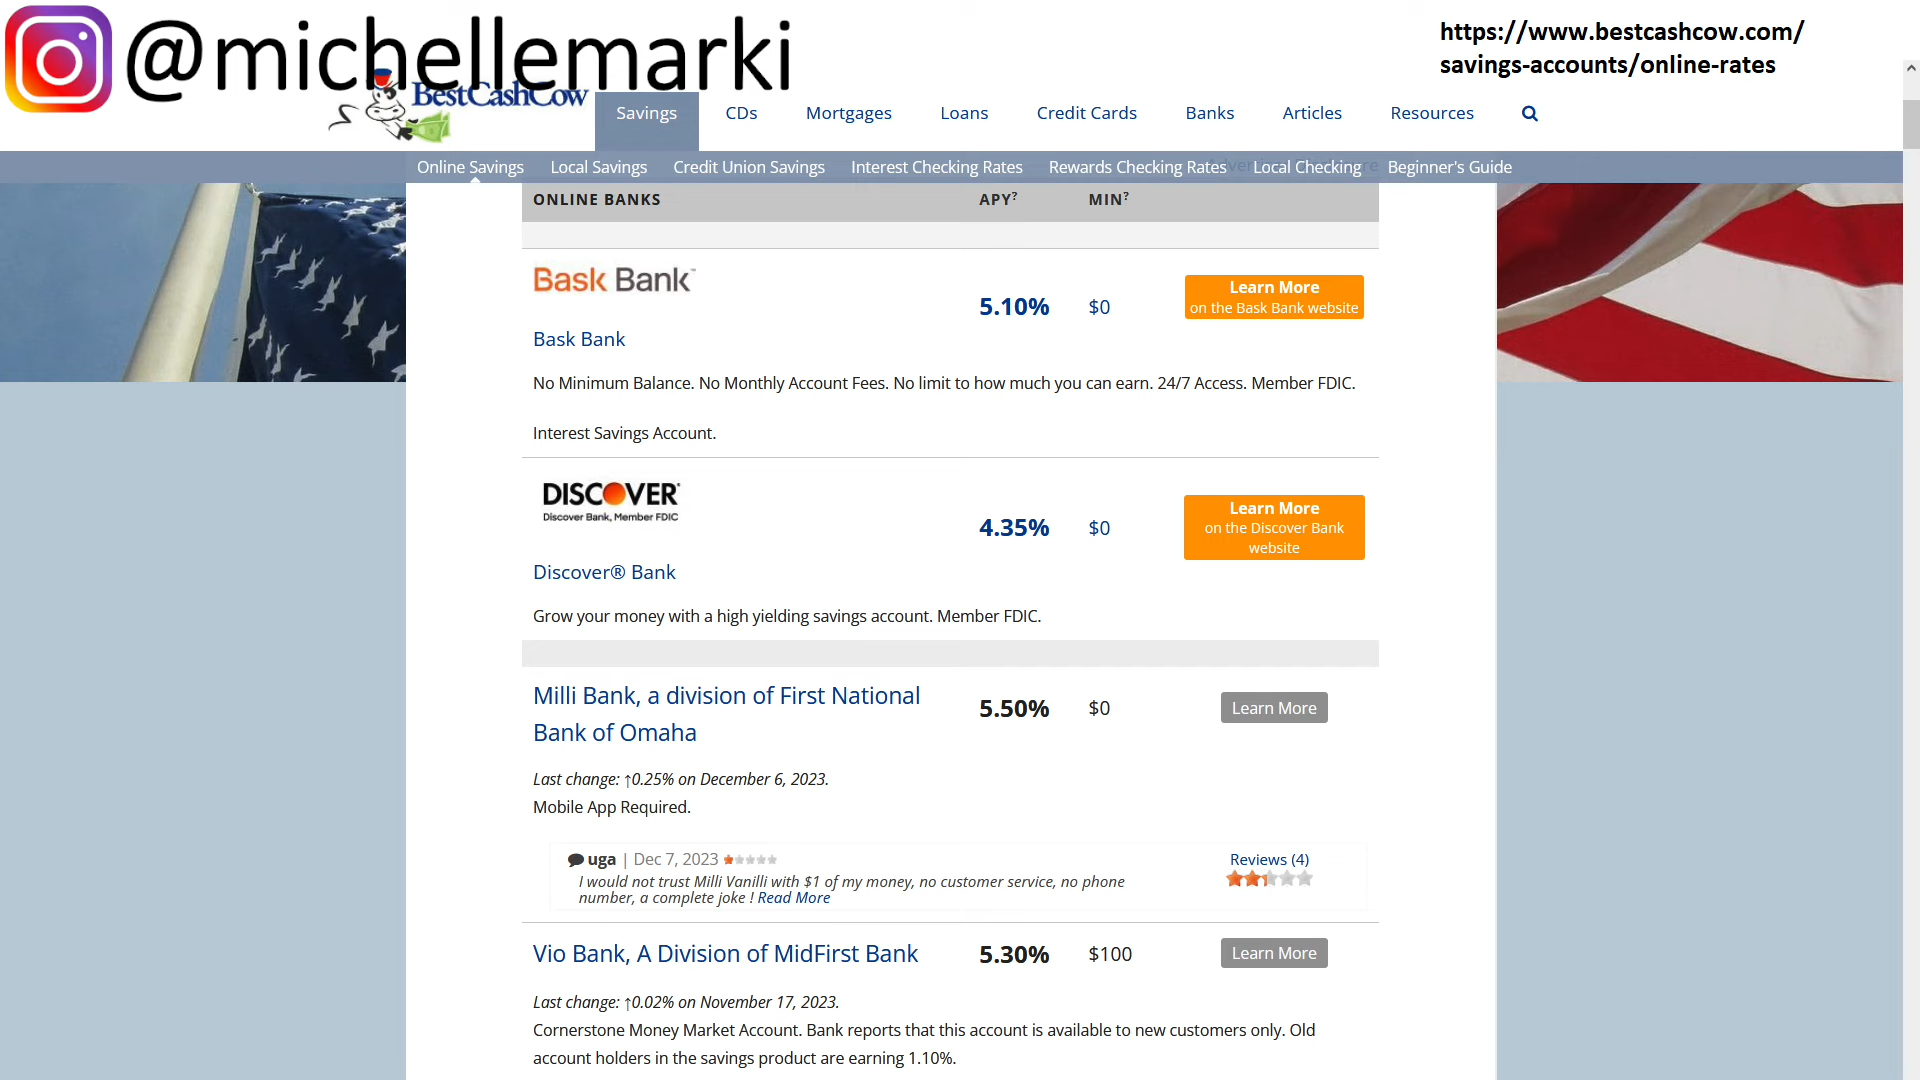 @michellemarki
https://www.bestcashcow.com/
savings-accounts/online-rates
BestCashCow
Savings CDs Mortgages Loans Credit Cards Banks Articles Resources
Online Savings Local Savings Credit Union Savings Interest Checking Rates Rewards Checking Rates Local Checking Beginner's Guide
ONLINE BANKS APY? MIN?
Bask Bank™
5.10% $0
Learn More
on the Bask Bank website
Bask Bank
No Minimum Balance. No Monthly Account Fees. No limit to how much you can earn. 24/7 Access. Member FDIC.
Interest Savings Account.
DISCOVER®
Discover Bank, Member FDIC
4.35% $0
Learn More
on the Discover Bank
website
Discover® Bank
Grow your money with a high yielding savings account. Member FDIC.
Milli Bank, a division of First National
Bank of Omaha
5.50% $0 Learn More
Last change: ↑0.25% on December 6, 2023.
Mobile App Required.
uga | Dec 7, 2023
Reviews (4)
I would not trust Milli Vanilli with $1 of my money, no customer service, no phone
number, a complete joke ! Read More
Vio Bank, A Division of MidFirst Bank 5.30% $100 Learn More
Last change: ↑0.02% on November 17, 2023.
Cornerstone Money Market Account. Bank reports that this account is available to new customers only. Old
account holders in the savings product are earning 1.10%.